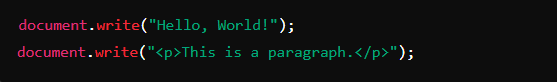 document.write("Hello, World!");
document.write("<p>This is a paragraph.</p>");